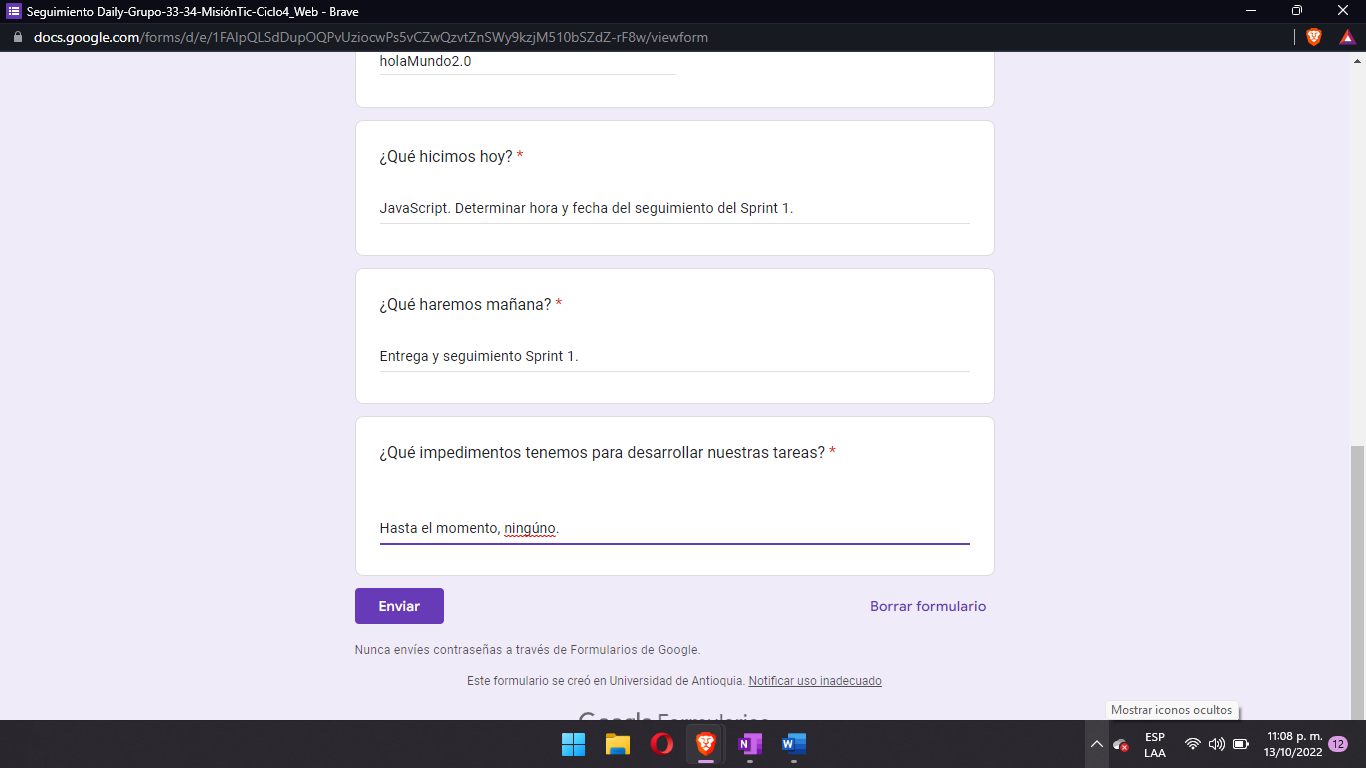 Seguimiento Daily-Grupo-33-34-MisiónTic-Ciclo4_Web - Brave
docs.google.com/forms/d/e/1FAIpQLSdDupOQPvUziocwPs5vCZwQzvtZnSWy9kzjM510bSZdZ-rF8w/viewform
holaMundo2.0
¿Qué hicimos hoy? *
JavaScript. Determinar hora y fecha del seguimiento del Sprint 1.
¿Qué haremos mañana? *
Entrega y seguimiento Sprint 1.
¿Qué impedimentos tenemos para desarrollar nuestras tareas? *
Hasta el momento, ningúno.
Enviar
Borrar formulario
Nunca envíes contraseñas a través de Formularios de Google.
Este formulario se creó en Universidad de Antioquia. Notificar uso inadecuado
Google Formularios
Mostrar iconos ocultos
ESP
LAA
11:08 p. m.
13/10/2022
12